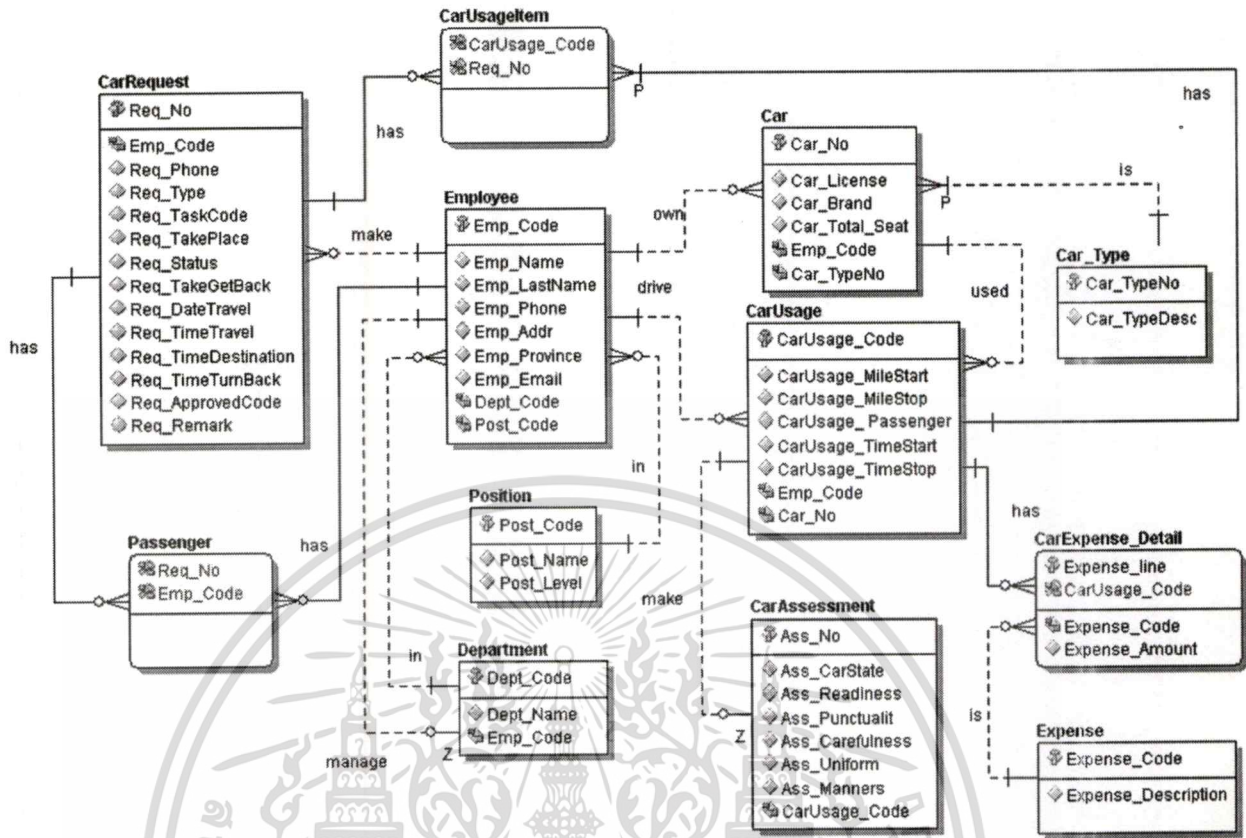 CarUsageItem
CarUsage_Code
Req_No
P
has
CarRequest
Req_No
Emp_Code
Req_Phone
Req_Type
Req_TaskCode
Req_TakePlace
Req_Status
Req_TakeGetBack
Req_DateTravel
Req_TimeTravel
Req_TimeDestination
Req_TimeTurnBack
Req_ApprovedCode
Req_Remark
has
make
has
Employee
Emp_Code
Emp_Name
Emp_LastName
Emp_Phone
Emp_Addr
Emp_Province
Emp_Email
Dept_Code
Post_Code
own
drive
in
Car
Car_No
Car_License
Car_Brand
Car_Total_Seat
Emp_Code
Car_TypeNo
P
is
used
Car_Type
Car_TypeNo
Car_TypeDesc
CarUsage
CarUsage_Code
CarUsage_MileStart
CarUsage_MileStop
CarUsage_Passenger
CarUsage_TimeStart
CarUsage_TimeStop
Emp_Code
Car_No
has
make
Position
Post_Code
Post_Name
Post_Level
Passenger
Req_No
Emp_Code
has
Department
Dept_Code
Dept_Name
Emp_Code
in
manage
Z
CarAssessment
Ass_No
Ass_CarState
Ass_Readiness
Ass_Punctualit
Ass_Carefulness
Ass_Uniform
Ass_Manners
CarUsage_Code
Z
CarExpense_Detail
Expense_line
CarUsage_Code
Expense_Code
Expense_Amount
is
Expense
Expense_Code
Expense_Description